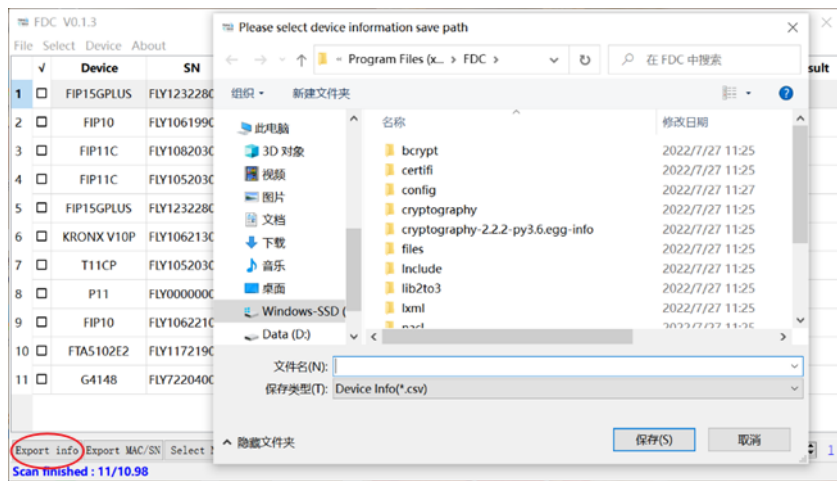 FDC V0.1.3
File Select Device About
√ Device SN
1 FIP15GPLUS FLY1232280
2 FIP10 FLY1061990
3 FIP11C FLY1082030
4 FIP11C FLY1052030
5 FIP15GPLUS FLY1232280
6 KRONX V10P FLY1062130
7 T11CP FLY1052030
8 P11 FLY0000000
9 FIP10 FLY1062210
10 FTA5102E2 FLY1172190
11 G4148 FLY7220400
Export info Export MAC/SN Select
Scan finished : 11/10.98
sult
1
Please select device information save path
« Program Files (x... > FDC >
在 FDC 中搜索
组织 新建文件夹
此电脑
3D 对象
视频
图片
文档
下载
音乐
桌面
Windows-SSD (
Data (D:)
名称 修改日期
bcrypt 2022/7/27 11:25
certifi 2022/7/27 11:25
config 2022/7/27 11:27
cryptography 2022/7/27 11:25
cryptography-2.2.2-py3.6.egg-info 2022/7/27 11:25
files 2022/7/27 11:25
Include 2022/7/27 11:25
lib2to3 2022/7/27 11:25
lxml 2022/7/27 11:25
nacl 2022/7/27 11:25
文件名(N):
保存类型(T): Device Info(*.csv)
隐藏文件夹
保存(S) 取消